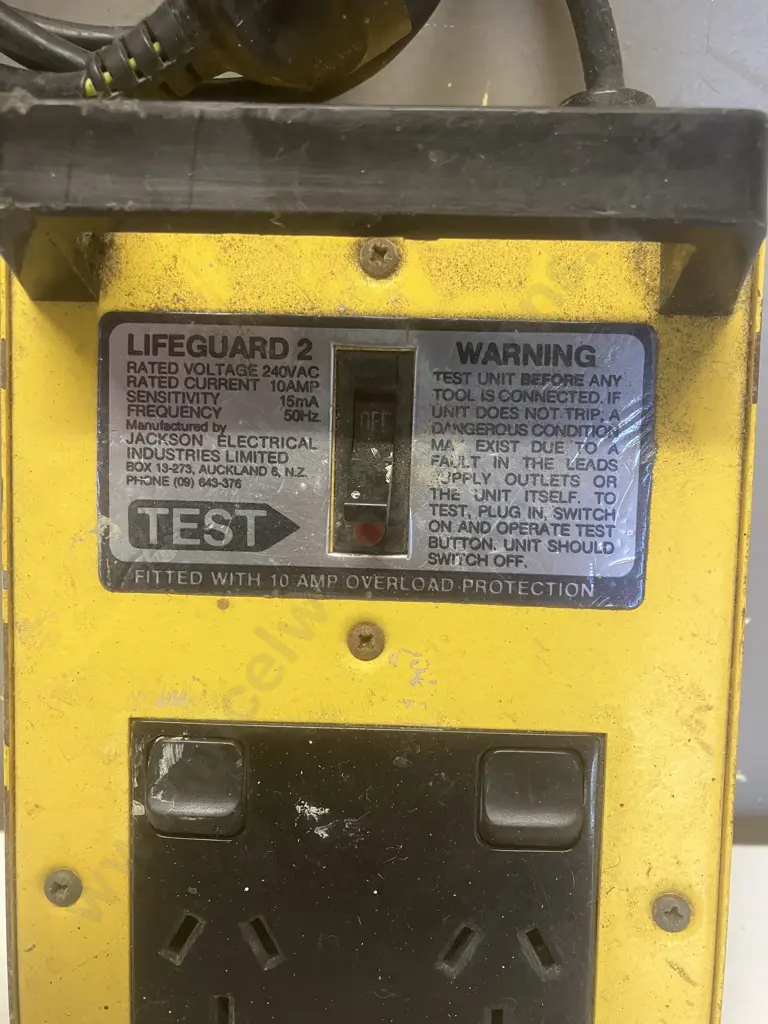 LIFEGUARD 2
RATED VOLTAGE 240VAC
RATED CURRENT 10AMP
SENSITIVITY 15mA
FREQUENCY 50Hz
Manufactured by
JACKSON ELECTRICAL
INDUSTRIES LIMITED
BOX 13-273, AUCKLAND 6, N.Z.
PHONE (09) 643-376
TEST
OFF
WARNING
TEST UNIT BEFORE ANY
TOOL IS CONNECTED. IF
UNIT DOES NOT TRIP, A
DANGEROUS CONDITION
MAY EXIST DUE TO A
FAULT IN THE LEADS
SUPPLY OUTLETS OR
THE UNIT ITSELF. TO
TEST, PLUG IN, SWITCH
ON AND OPERATE TEST
BUTTON. UNIT SHOULD
SWITCH OFF.
FITTED WITH 10 AMP OVERLOAD PROTECTION